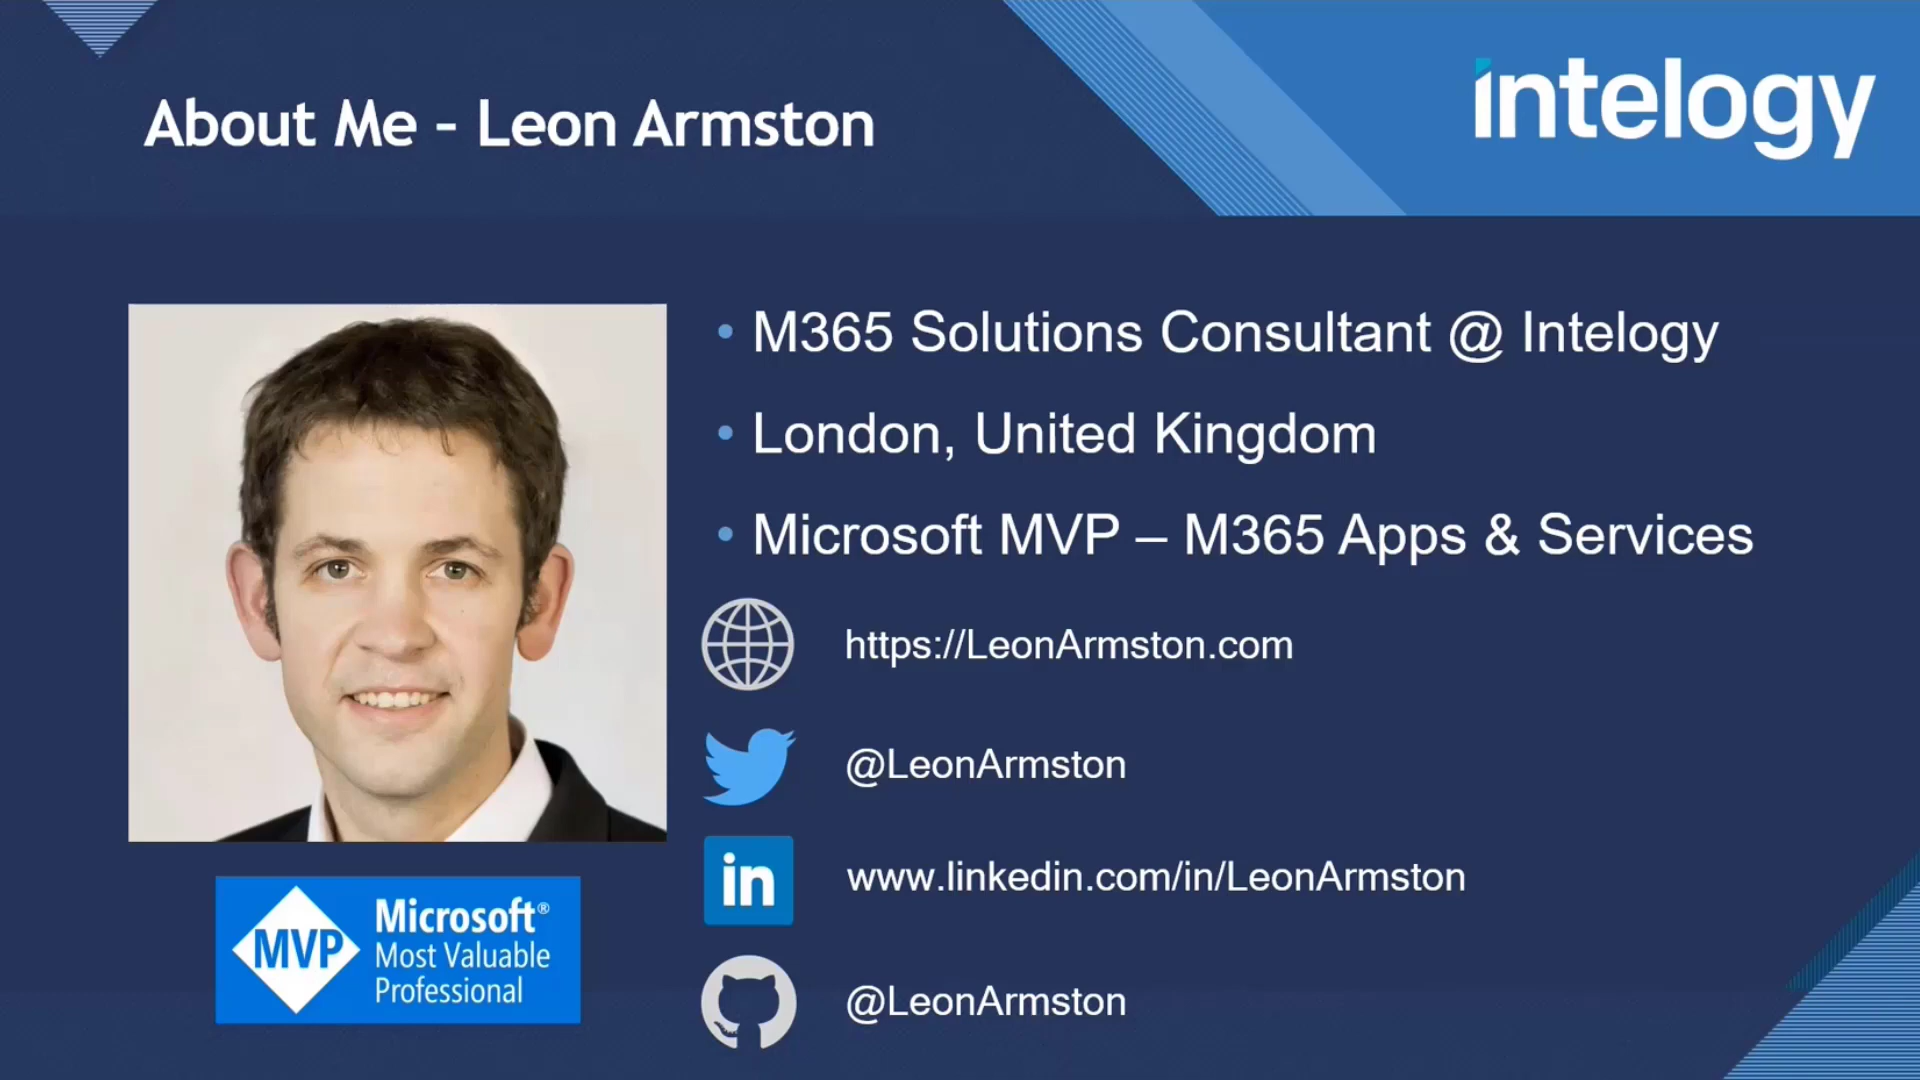 About Me - Leon Armston
intelogy
• M365 Solutions Consultant @ Intelogy
• London, United Kingdom
• Microsoft MVP – M365 Apps & Services
https://LeonArmston.com
@LeonArmston
in
www.linkedin.com/in/LeonArmston
@LeonArmston
MVP
Microsoft®
Most Valuable
Professional